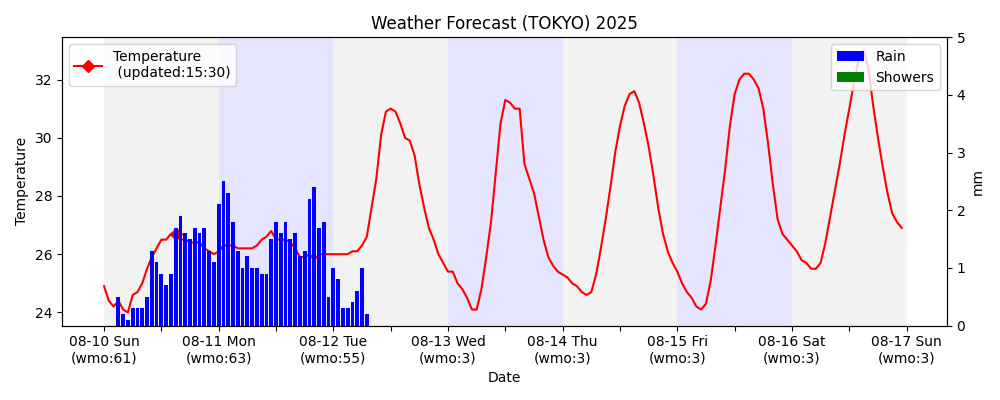 Weather Forecast (TOKYO) 2025
Temperature
(updated:15:30)
Rain
Showers
Temperature
32
30
28
26
24
5
4
3
2
1
0
mm
08-10 Sun
(wmo:61)
08-11 Mon
(wmo:63)
08-12 Tue
(wmo:55)
08-13 Wed
(wmo:3)
08-14 Thu
(wmo:3)
08-15 Fri
(wmo:3)
08-16 Sat
(wmo:3)
08-17 Sun
(wmo:3)
Date